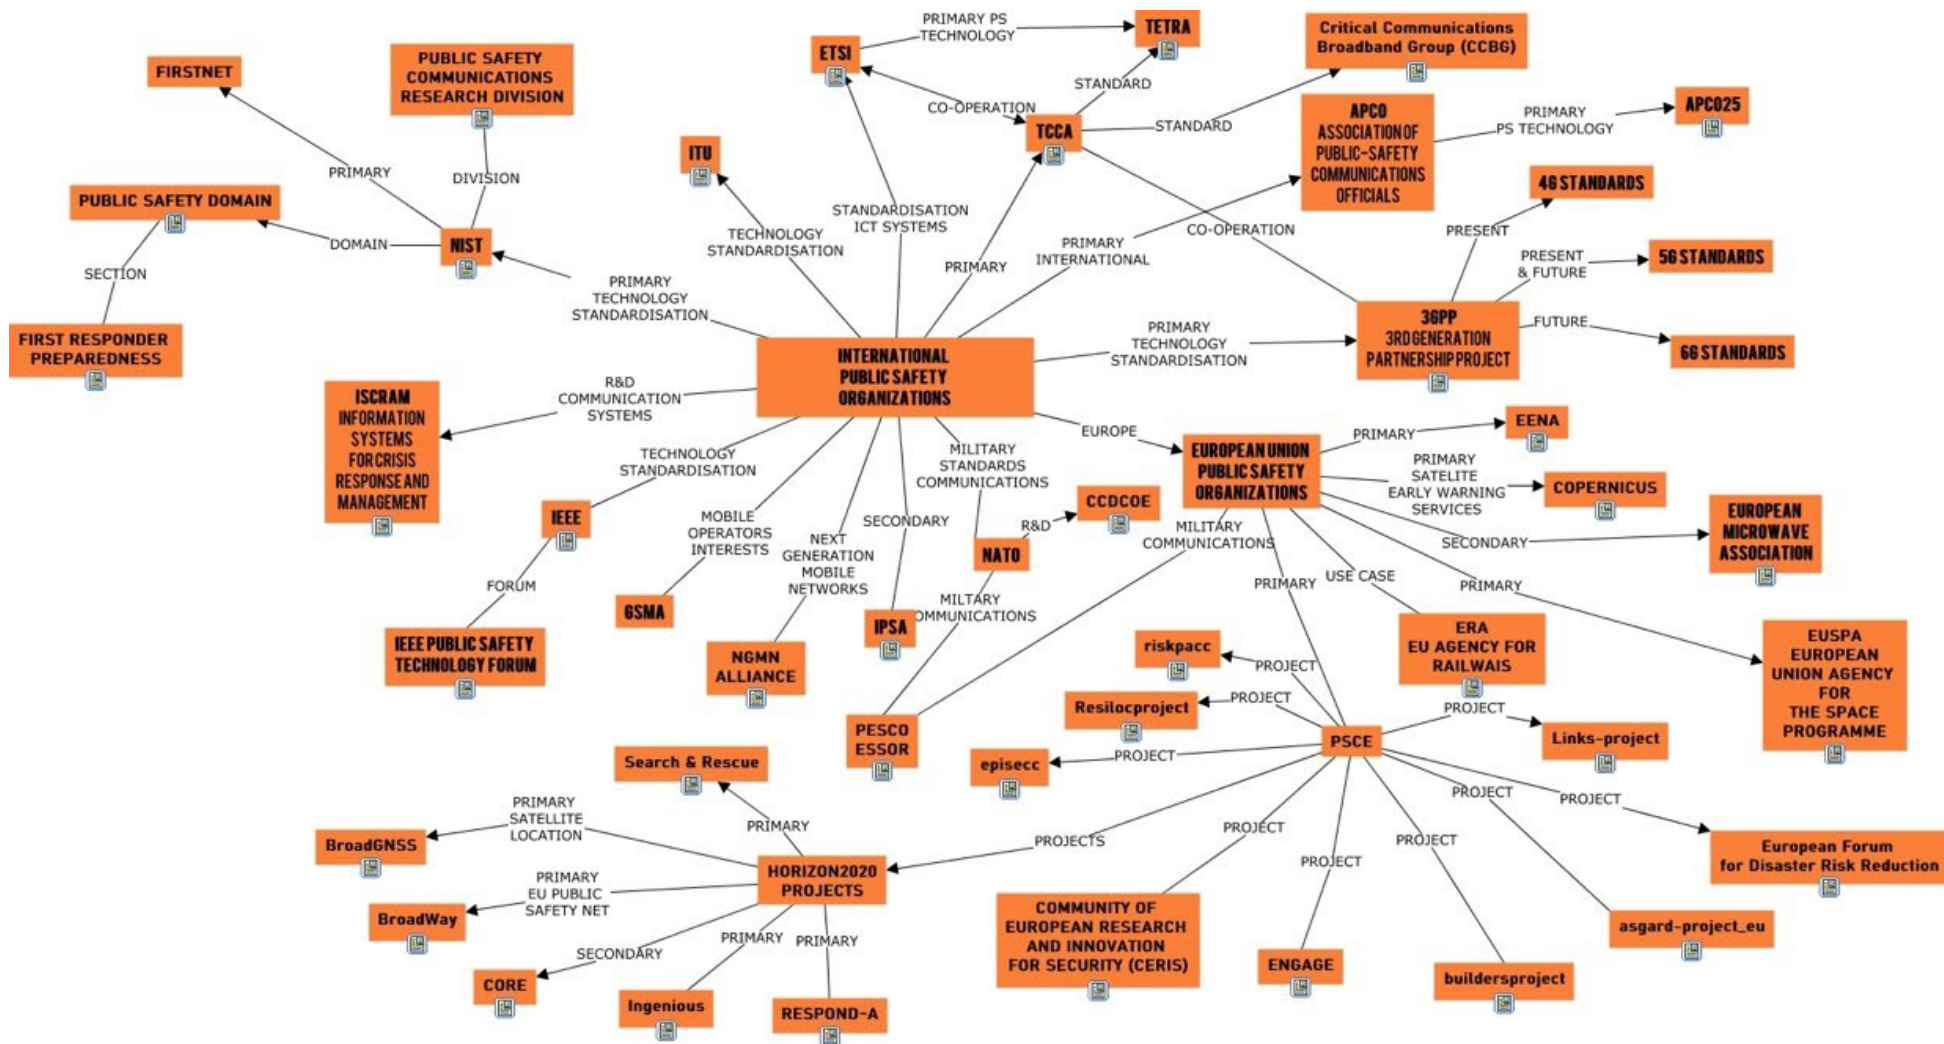 FIRSTNET
PUBLIC SAFETY
COMMUNICATIONS
RESEARCH DIVISION
PRIMARY
DIVISION
PUBLIC SAFETY DOMAIN
DOMAIN
NIST
SECTION
FIRST RESPONDER
PREPAREDNESS
PRIMARY
TECHNOLOGY
STANDARDISATION
ITU
TECHNOLOGY
STANDARDISATION
ETSI
PRIMARY PS
TECHNOLOGY
TETRA
CO-OPERATION
STANDARD
TCCA
STANDARD
Critical Communications
Broadband Group (CCBG)
STANDARDISATION
ICT SYSTEMS
PRIMARY
PRIMARY
INTERNATIONAL
APCO
ASSOCIATION OF
PUBLIC-SAFETY
COMMUNICATIONS
OFFICIALS
PRIMARY
PS TECHNOLOGY
APCO25
CO-OPERATION
4G STANDARDS
PRESENT
PRESENT
& FUTURE
5G STANDARDS
FUTURE
6G STANDARDS
3GPP
3RD GENERATION
PARTNERSHIP PROJECT
PRIMARY
TECHNOLOGY
STANDARDISATION
INTERNATIONAL
PUBLIC SAFETY
ORGANIZATIONS
R&D
COMMUNICATION
SYSTEMS
ISCRAM
INFORMATION
SYSTEMS
FOR CRISIS
RESPONSE AND
MANAGEMENT
TECHNOLOGY
STANDARDISATION
IEEE
FORUM
IEEE PUBLIC SAFETY
TECHNOLOGY FORUM
MOBILE
OPERATORS
INTERESTS
GSMA
NEXT
GENERATION
MOBILE
NETWORKS
NGMN
ALLIANCE
SECONDARY
IPSA
MILITARY
STANDARDS
COMMUNICATIONS
NATO
R&D
CCDCOE
MILTARY
OMMUNICATIONS
PESCO
ESSOR
EUROPE
EUROPEAN UNION
PUBLIC SAFETY
ORGANIZATIONS
PRIMARY
EENA
PRIMARY
SATELITE
EARLY WARNING
SERVICES
COPERNICUS
SECONDARY
EUROPEAN
MICROWAVE
ASSOCIATION
PRIMARY
EUSPA
EUROPEAN
UNION AGENCY
FOR
THE SPACE
PROGRAMME
USE CASE
ERA
EU AGENCY FOR
RAILWAIS
MILITARY
COMMUNICATIONS
PRIMARY
PSCE
PROJECT
riskpacc
PROJECT
Resilocproject
PROJECT
episecc
PROJECT
Links-project
PROJECT
European Forum
for Disaster Risk Reduction
PROJECT
asgard-project_eu
PROJECT
buildersproject
PROJECT
ENGAGE
PROJECT
COMMUNITY OF
EUROPEAN RESEARCH
AND INNOVATION
FOR SECURITY (CERIS)
PROJECTS
HORIZON2020
PROJECTS
PRIMARY
Search & Rescue
PRIMARY
SATELLITE
LOCATION
BroadGNSS
PRIMARY
EU PUBLIC
SAFETY NET
BroadWay
SECONDARY
CORE
PRIMARY
Ingenious
PRIMARY
RESPOND-A